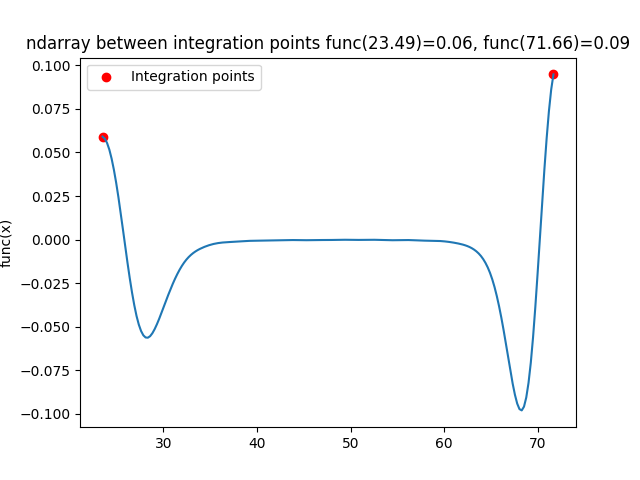 ndarray between integration points func(23.49)=0.06, func(71.66)=0.09
Integration points
func(x)
0.100
0.075
0.050
0.025
0.000
−0.025
−0.050
−0.075
−0.100
30 40 50 60 70